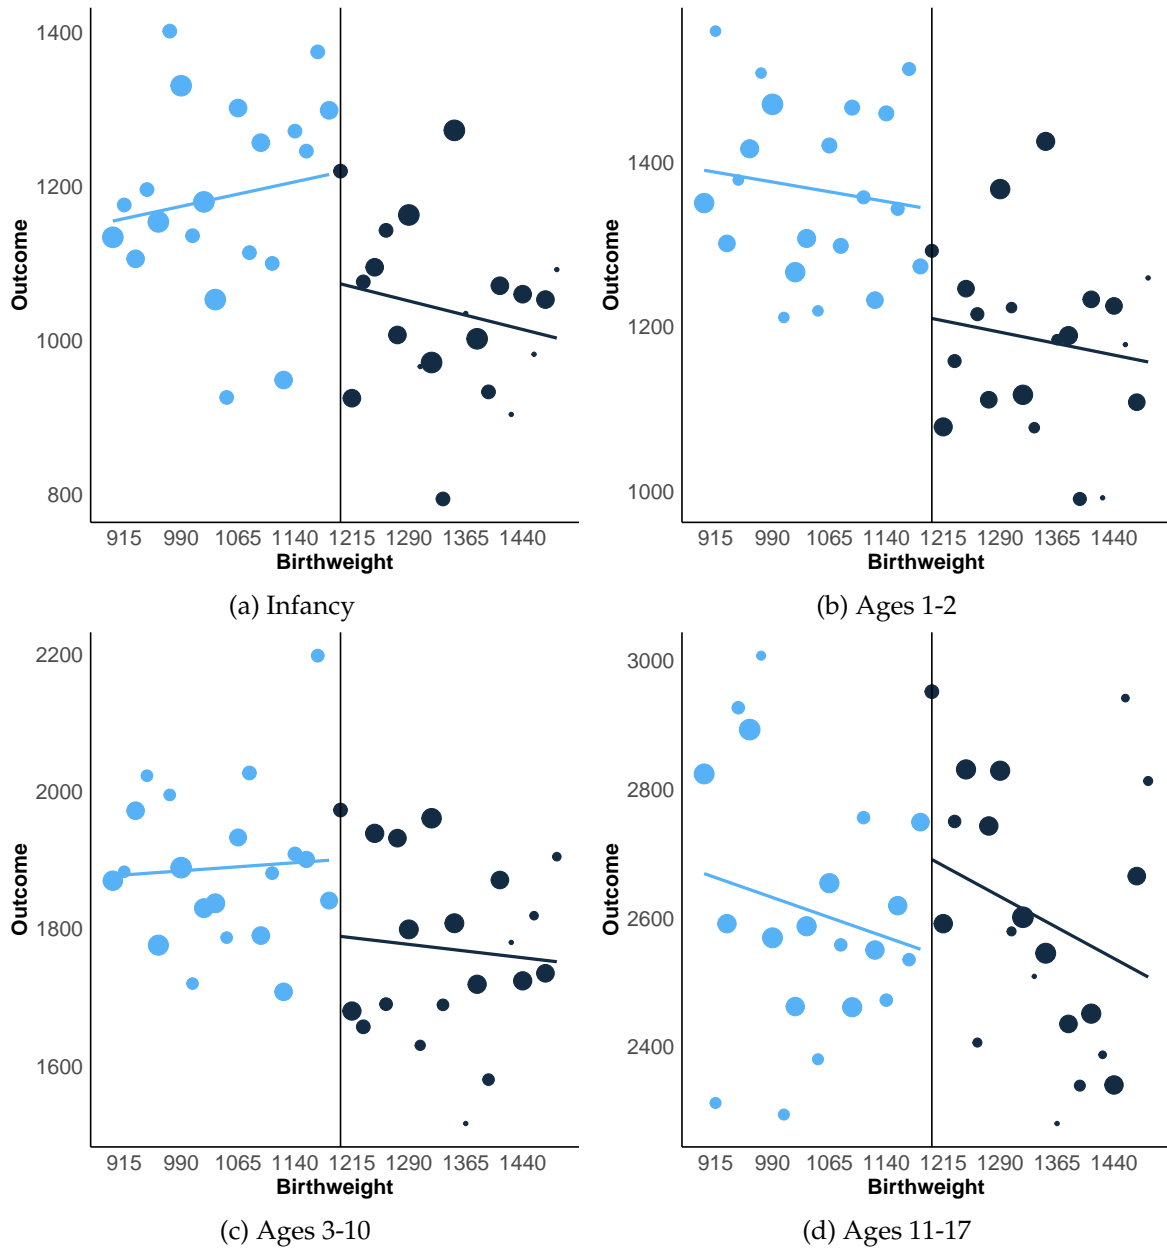 1400
1200
1000
800
Outcome
915 990 1065 1140 1215 1290 1365 1440
Birthweight
(a) Infancy
1400
1200
1000
Outcome
915 990 1065 1140 1215 1290 1365 1440
Birthweight
(b) Ages 1-2
2200
2000
1800
1600
Outcome
915 990 1065 1140 1215 1290 1365 1440
Birthweight
(c) Ages 3-10
3000
2800
2600
2400
Outcome
915 990 1065 1140 1215 1290 1365 1440
Birthweight
(d) Ages 11-17